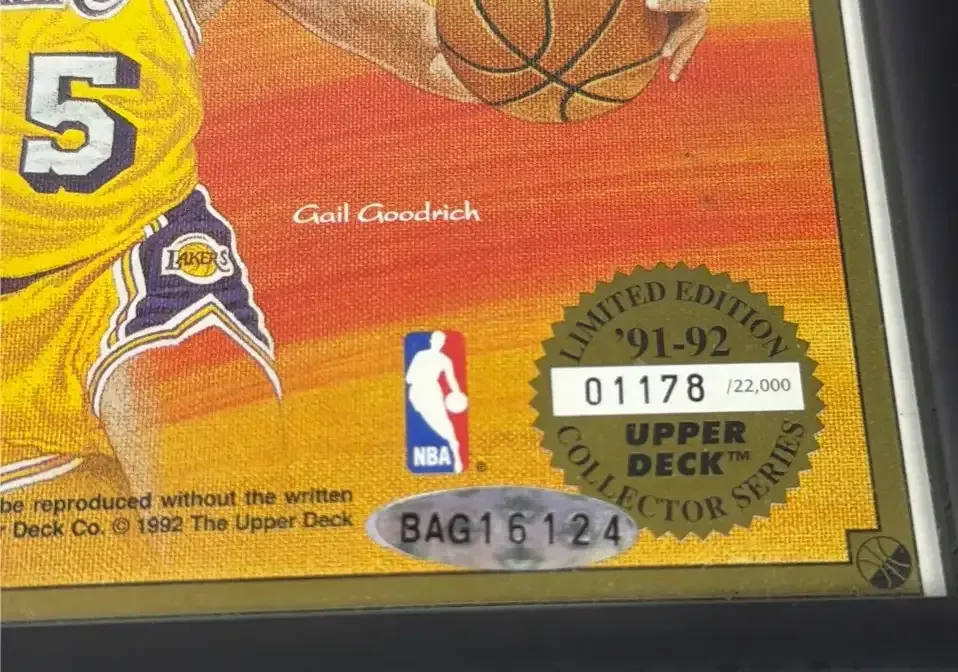 5
LAKERS
Gail Goodrich
LIMITED EDITION
'91-92
01178 /22,000
UPPER
DECK™
COLLECTOR SERIES
NBA
®
be reproduced without the written
Deck Co. © 1992 The Upper Deck
BAG16124